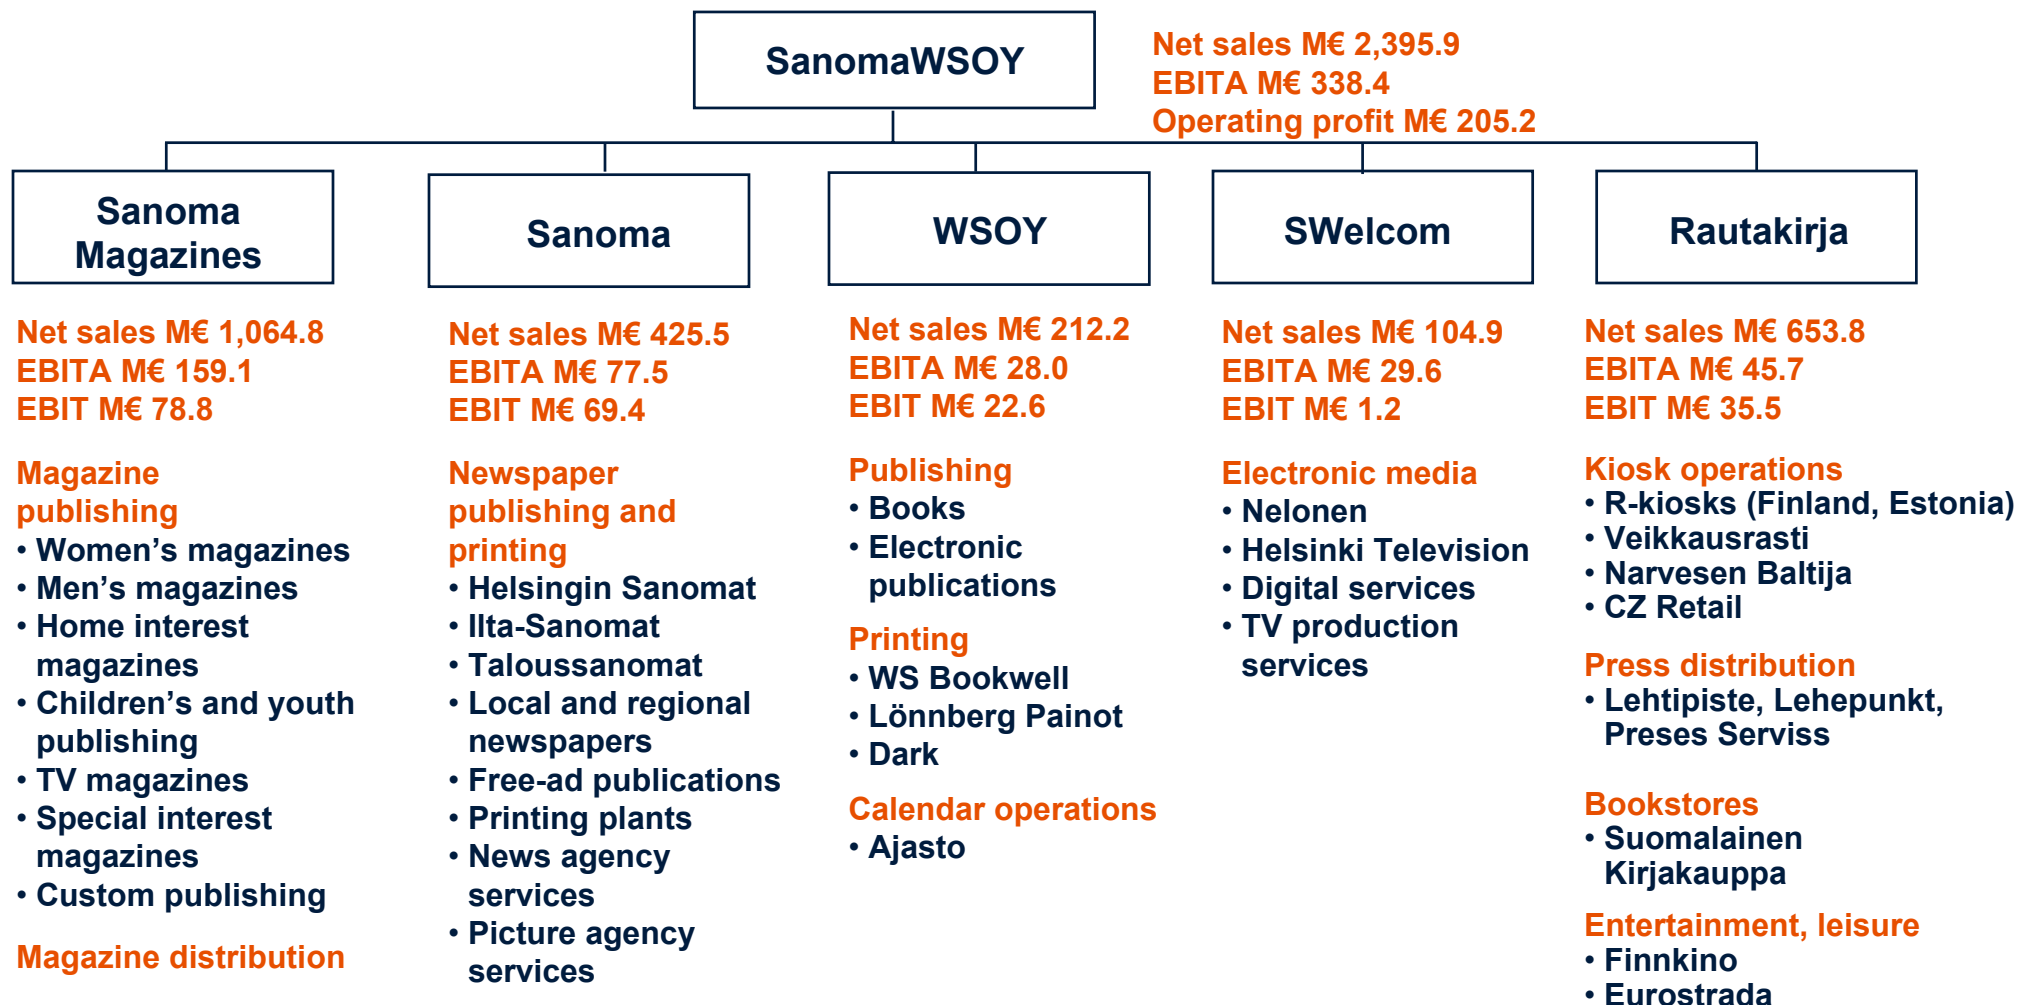 SanomaWSOY
Net sales M€ 2,395.9
EBITA M€ 338.4
Operating profit M€ 205.2
Sanoma
Magazines
Net sales M€ 1,064.8
EBITA M€ 159.1
EBIT M€ 78.8
Magazine
publishing
• Women’s magazines
• Men’s magazines
• Home interest
magazines
• Children’s and youth
publishing
• TV magazines
• Special interest
magazines
• Custom publishing
Magazine distribution
Sanoma
Net sales M€ 425.5
EBITA M€ 77.5
EBIT M€ 69.4
Newspaper
publishing and
printing
• Helsingin Sanomat
• Ilta-Sanomat
• Taloussanomat
• Local and regional
newspapers
• Free-ad publications
• Printing plants
• News agency
services
• Picture agency
services
WSOY
Net sales M€ 212.2
EBITA M€ 28.0
EBIT M€ 22.6
Publishing
• Books
• Electronic
publications
Printing
• WS Bookwell
• Lönnberg Painot
• Dark
Calendar operations
• Ajasto
SWelcom
Net sales M€ 104.9
EBITA M€ 29.6
EBIT M€ 1.2
Electronic media
• Nelonen
• Helsinki Television
• Digital services
• TV production
services
Rautakirja
Net sales M€ 653.8
EBITA M€ 45.7
EBIT M€ 35.5
Kiosk operations
• R-kiosks (Finland, Estonia)
• Veikkausrasti
• Narvesen Baltija
• CZ Retail
Press distribution
• Lehtipiste, Lehepunkt,
Preses Serviss
Bookstores
• Suomalainen
Kirjakauppa
Entertainment, leisure
• Finnkino
• Eurostrada